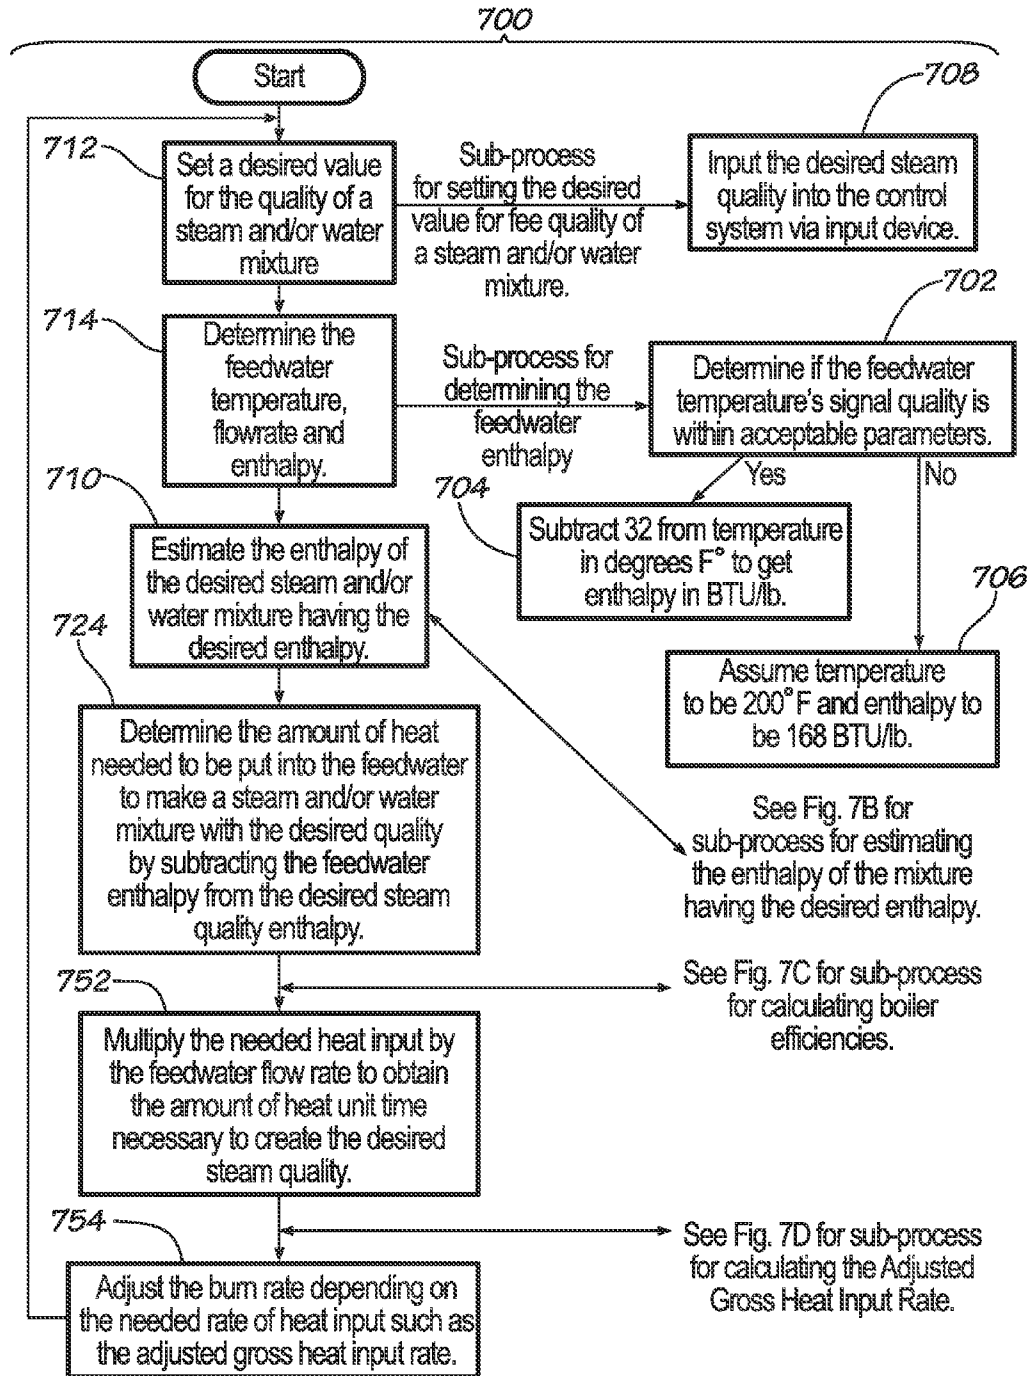 700
Start
712
Set a desired value
for the quality of a
steam and/or water
mixture
Sub-process
for setting the desired
value for fee quality of
a steam and/or water
mixture.
708
Input the desired steam
quality into the control
system via input device.
714
Determine the
feedwater
temperature,
flowrate and
enthalpy.
Sub-process for
determining the
feedwater
enthalpy
702
Determine if the feedwater
temperature's signal quality is
within acceptable parameters.
Yes
No
704
Subtract 32 from temperature
in degrees F° to get
enthalpy in BTU/lb.
706
Assume temperature
to be 200° F and enthalpy to
be 168 BTU/lb.
710
Estimate the enthalpy of
the desired steam and/or
water mixture having the
desired enthalpy.
See Fig. 7B for
sub-process for estimating
the enthalpy of the mixture
having the desired enthalpy.
724
Determine the amount of heat
needed to be put into the feedwater
to make a steam and/or water
mixture with the desired quality
by subtracting the feedwater
enthalpy from the desired steam
quality enthalpy.
See Fig. 7C for sub-process
for calculating boiler
efficiencies.
752
Multiply the needed heat input by
the feedwater flow rate to obtain
the amount of heat unit time
necessary to create the desired
steam quality.
See Fig. 7D for sub-process
for calculating the Adjusted
Gross Heat Input Rate.
754
Adjust the burn rate depending on
the needed rate of heat input such as
the adjusted gross heat input rate.